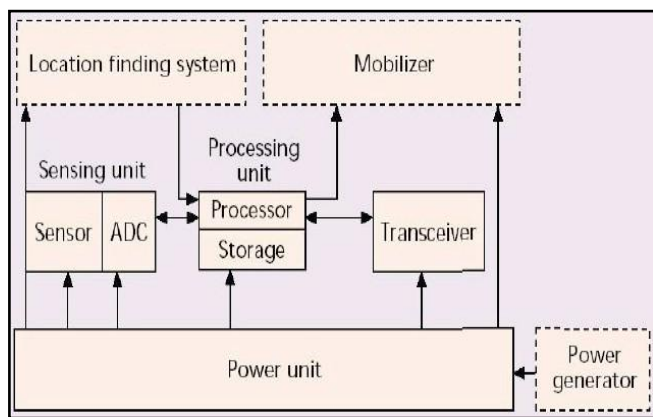 Location finding system
Mobilizer
Sensing unit
Processing
unit
Sensor
ADC
Processor
Storage
Transceiver
Power unit
Power
generator